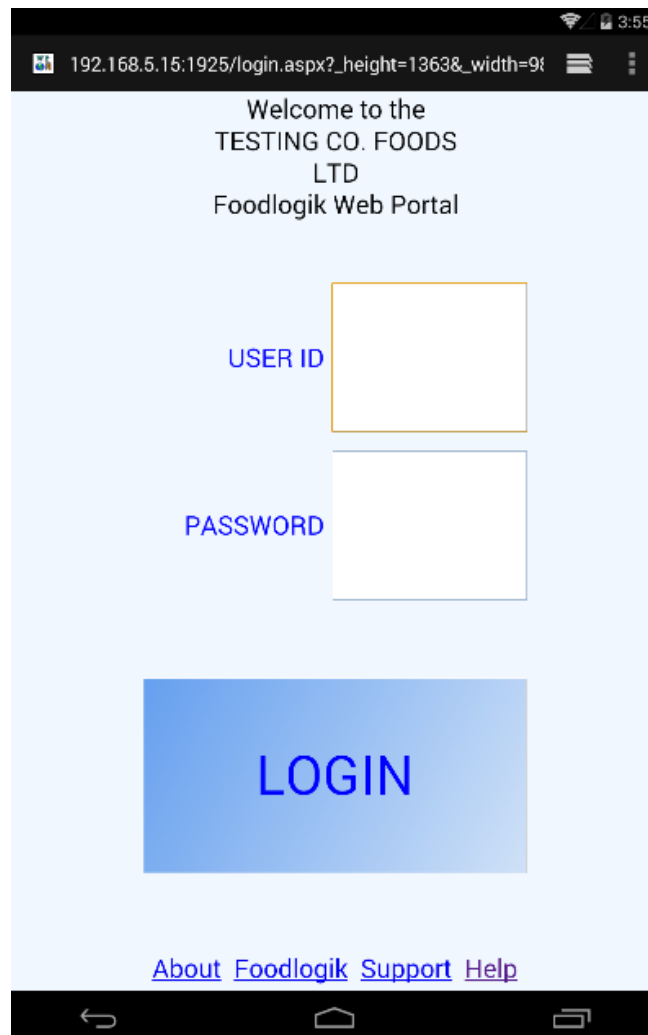 3:55
192.168.5.15:1925/login.aspx?_height=1363&_width=98
Welcome to the
TESTING CO. FOODS
LTD
Foodlogik Web Portal
USER ID
PASSWORD
LOGIN
About Foodlogik Support Help